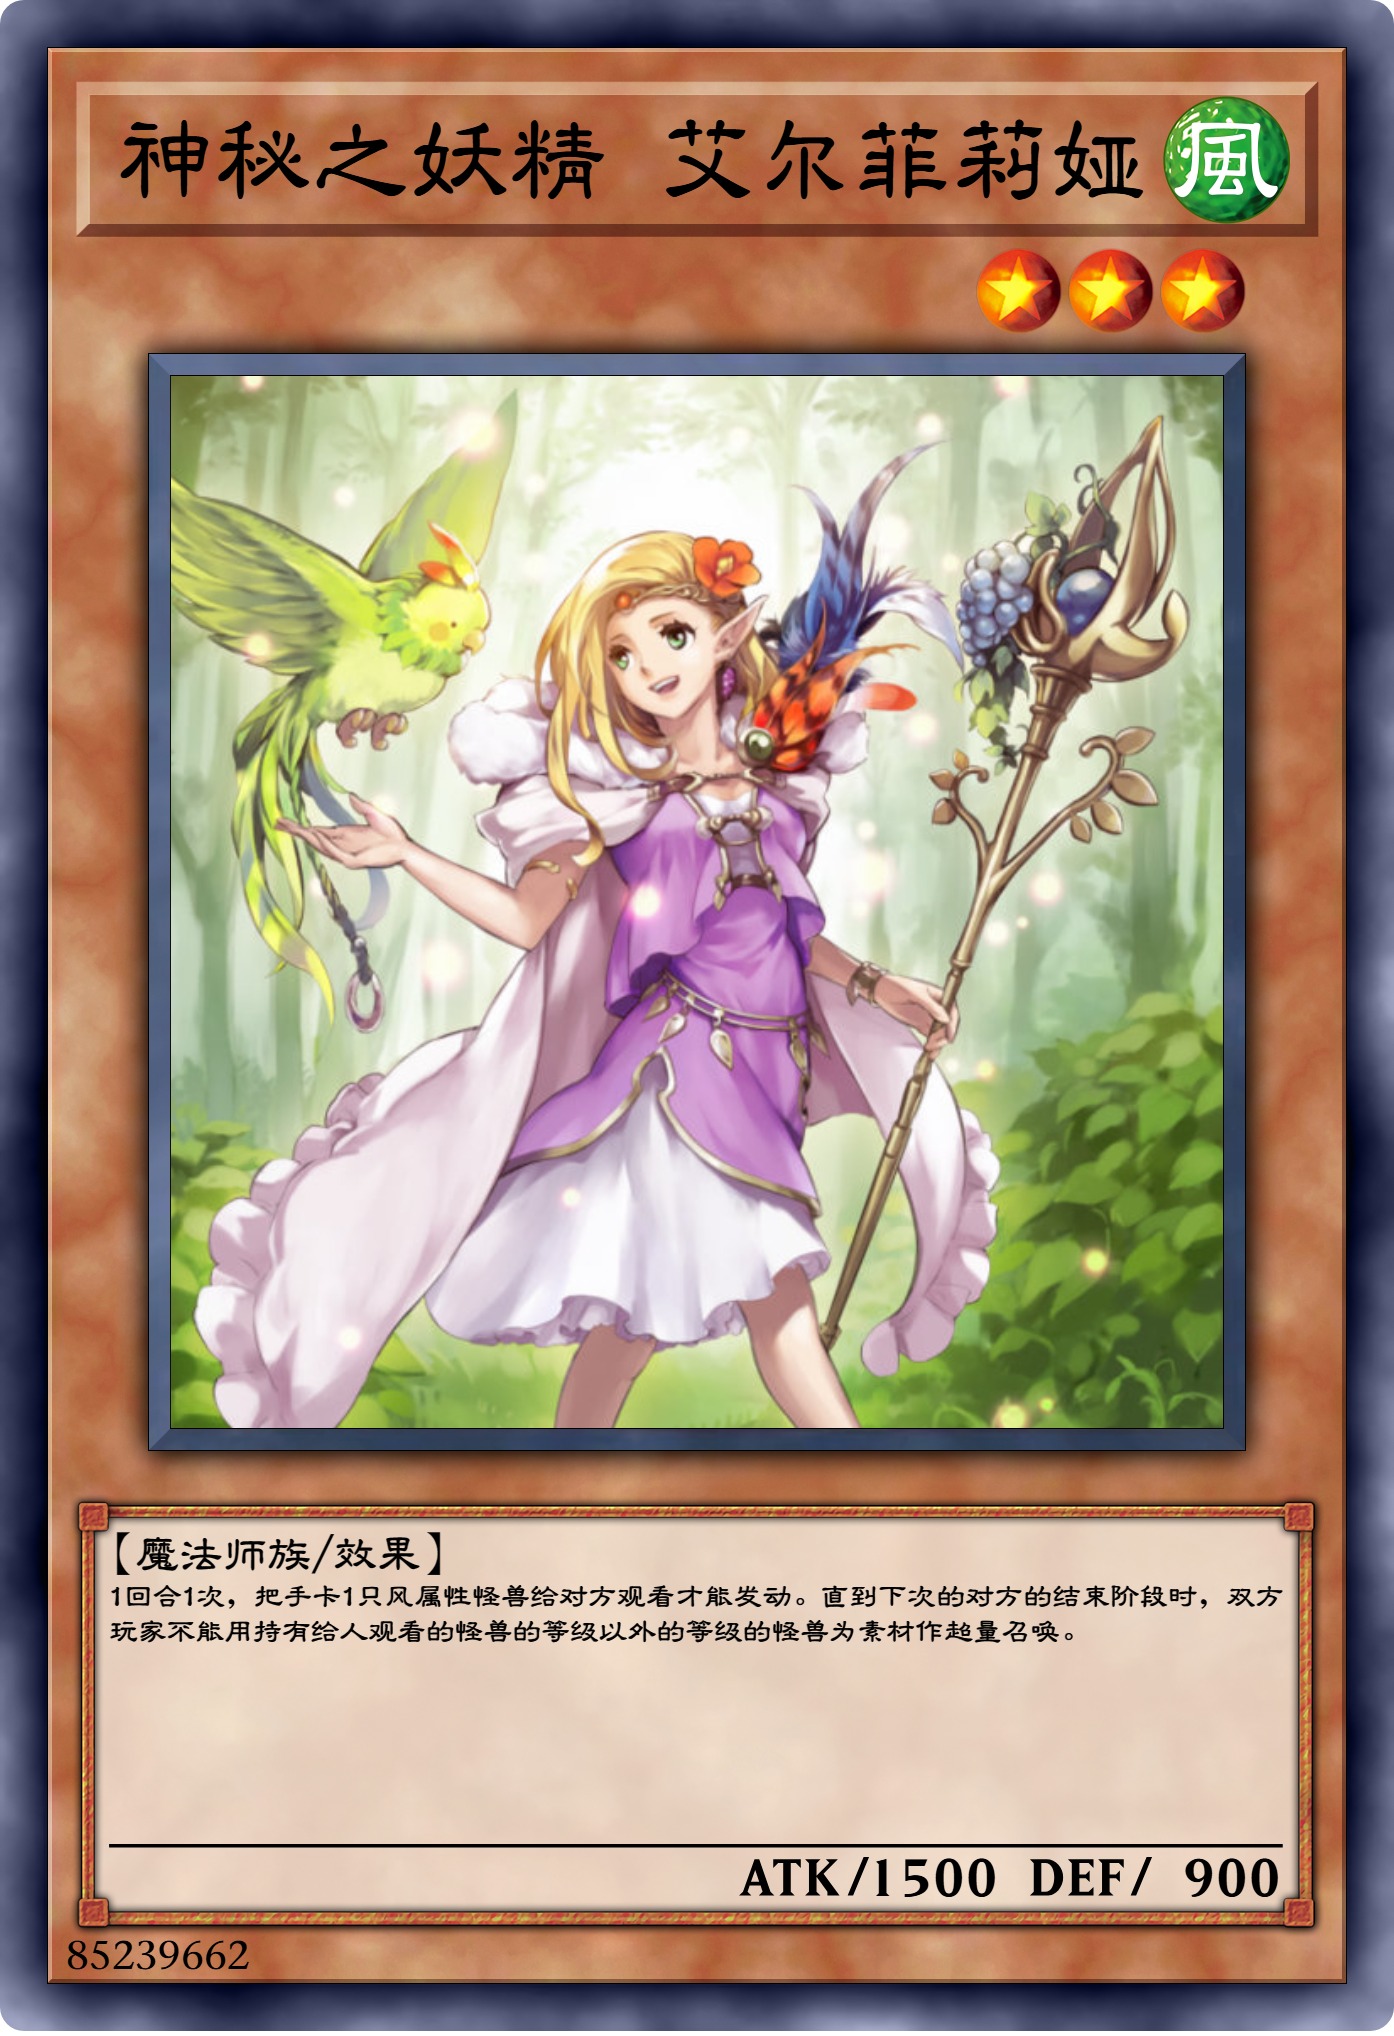 神秘之妖精 艾尔菲莉娅 風
【魔法师族/效果】
1回合1次，把手卡1只风属性怪兽给对方观看才能发动。直到下次的对方的结束阶段时，双方
玩家不能用持有给人观看的怪兽的等级以外的等级的怪兽为素材作超量召唤。
ATK/1500 DEF/ 900
85239662